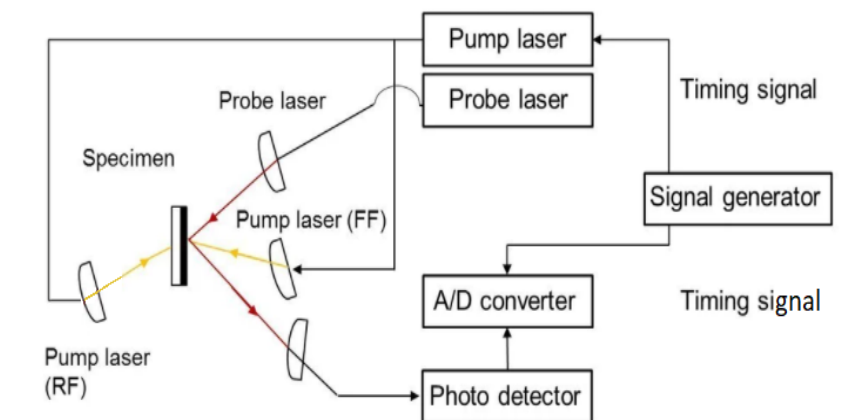 Pump laser
Probe laser
Probe laser
Timing signal
Specimen
Signal generator
Pump laser (FF)
A/D converter
Timing signal
Pump laser
(RF)
Photo detector